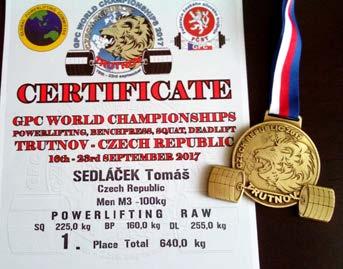 GPC WORLD CHAMPIONSHIPS 2017
TRUTNOV
CERTIFICATE
GPC WORLD CHAMPIONSHIPS
POWERLIFTING, BENCHPRESS, SQUAT, DEADLIFT
TRUTNOV - CZECH REPUBLIC
16th - 23rd SEPTEMBER 2017
SEDLÁČEK Tomáš
Czech Republic
Men M3 -100kg
POWERLIFTING RAW
SQ 225,0 kg BP 160,0 kg DL 255,0 kg
1. Place Total 640,0 kg
TRUTNOV